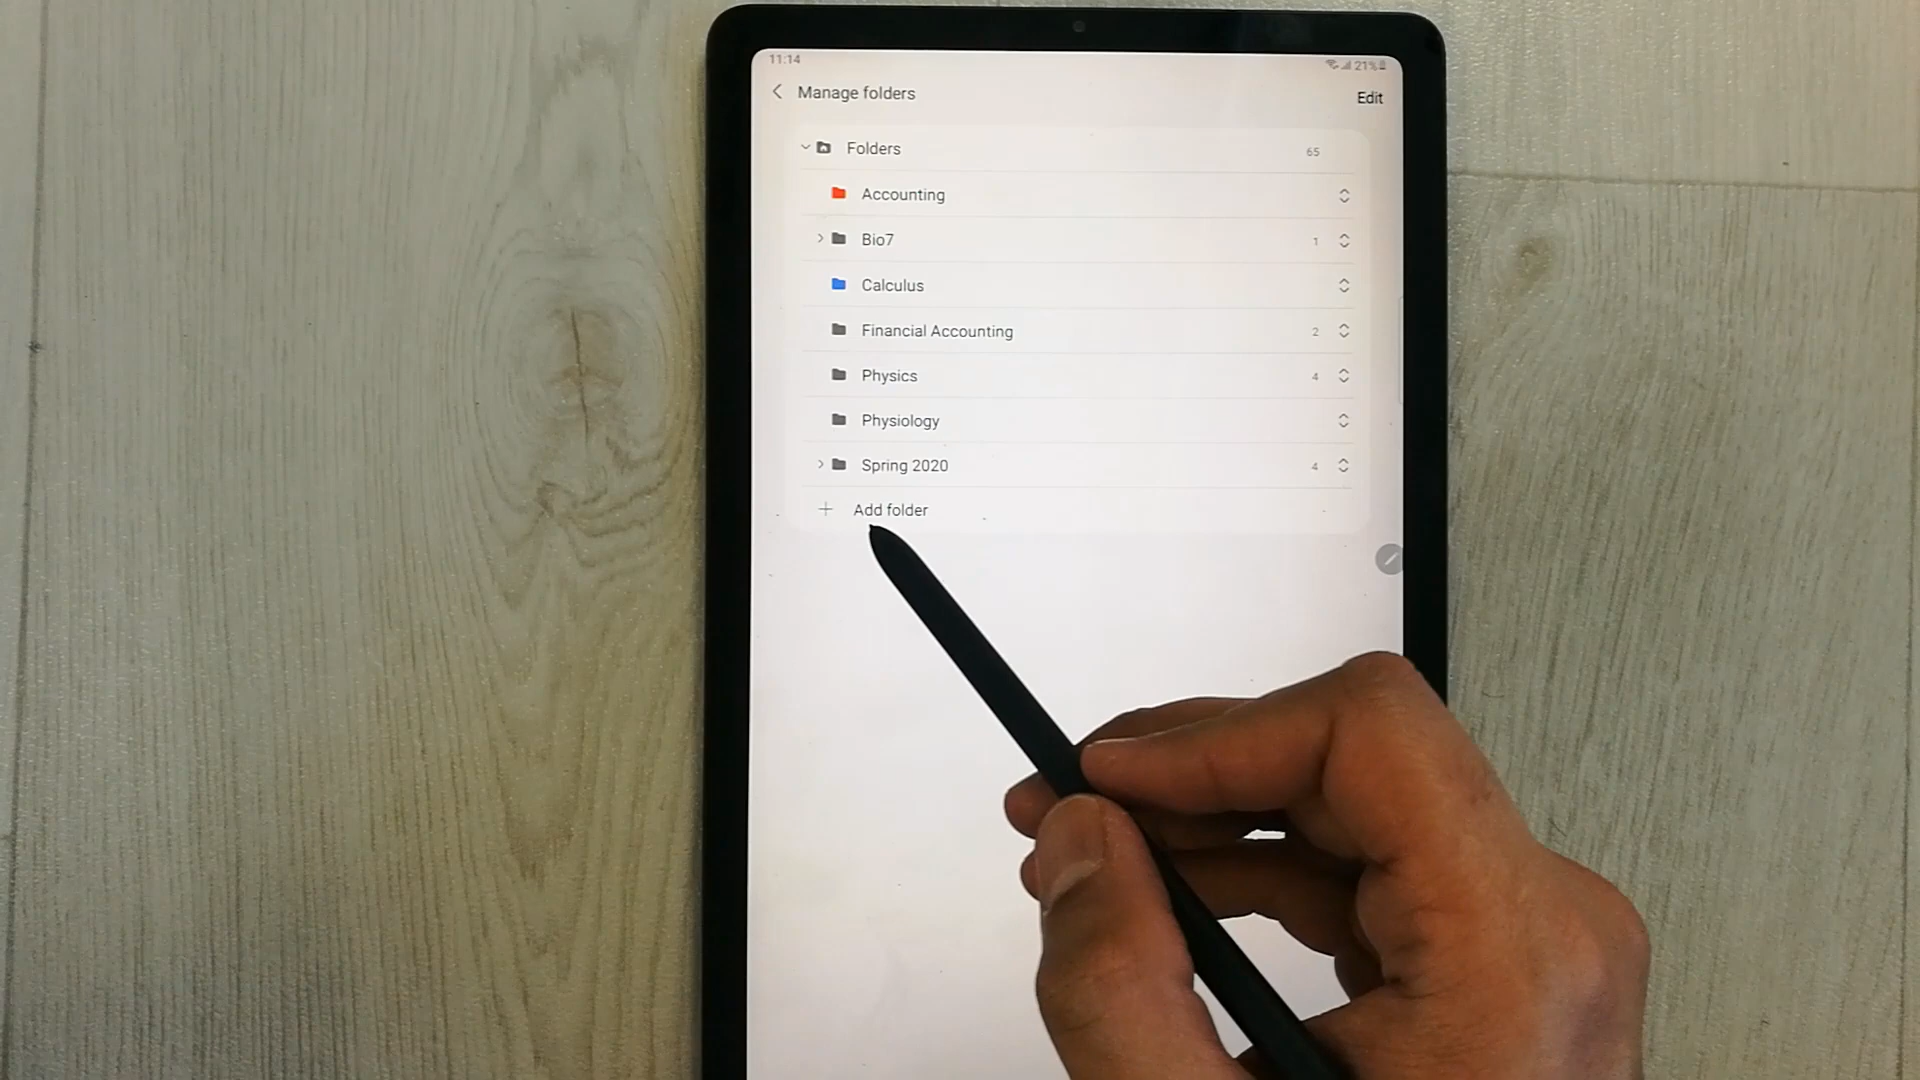 11:14
21%
Manage folders
Edit
Folders
65
Accounting
Bio7
1
Calculus
Financial Accounting
2
Physics
4
Physiology
Spring 2020
4
Add folder